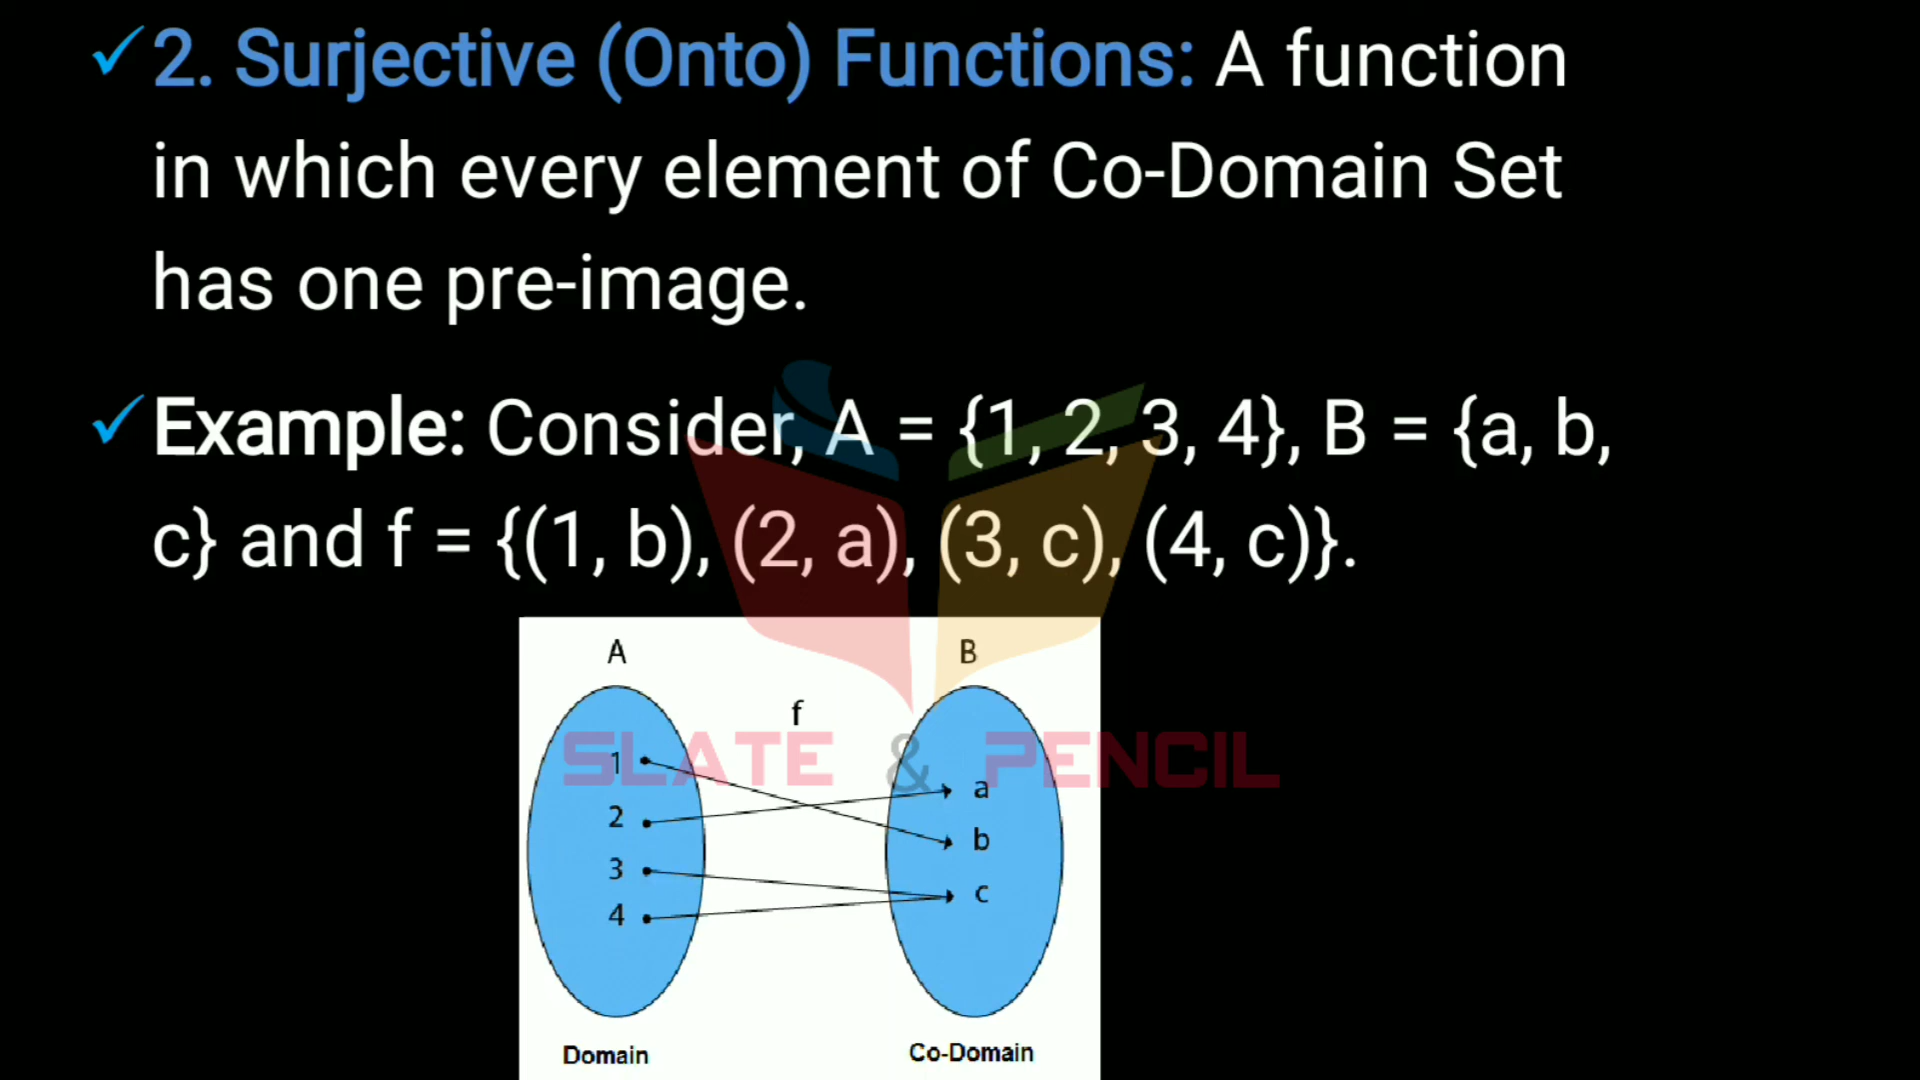 2. Surjective (Onto) Functions: A function
in which every element of Co-Domain Set
has one pre-image.
Example: Consider, A = {1, 2, 3, 4}, B = {a, b,
c} and f = {(1, b), (2, a), (3, c), (4, c)}.
A B
f
SLATE & PENCIL
1
a
2
b
3
c
4
Domain Co-Domain